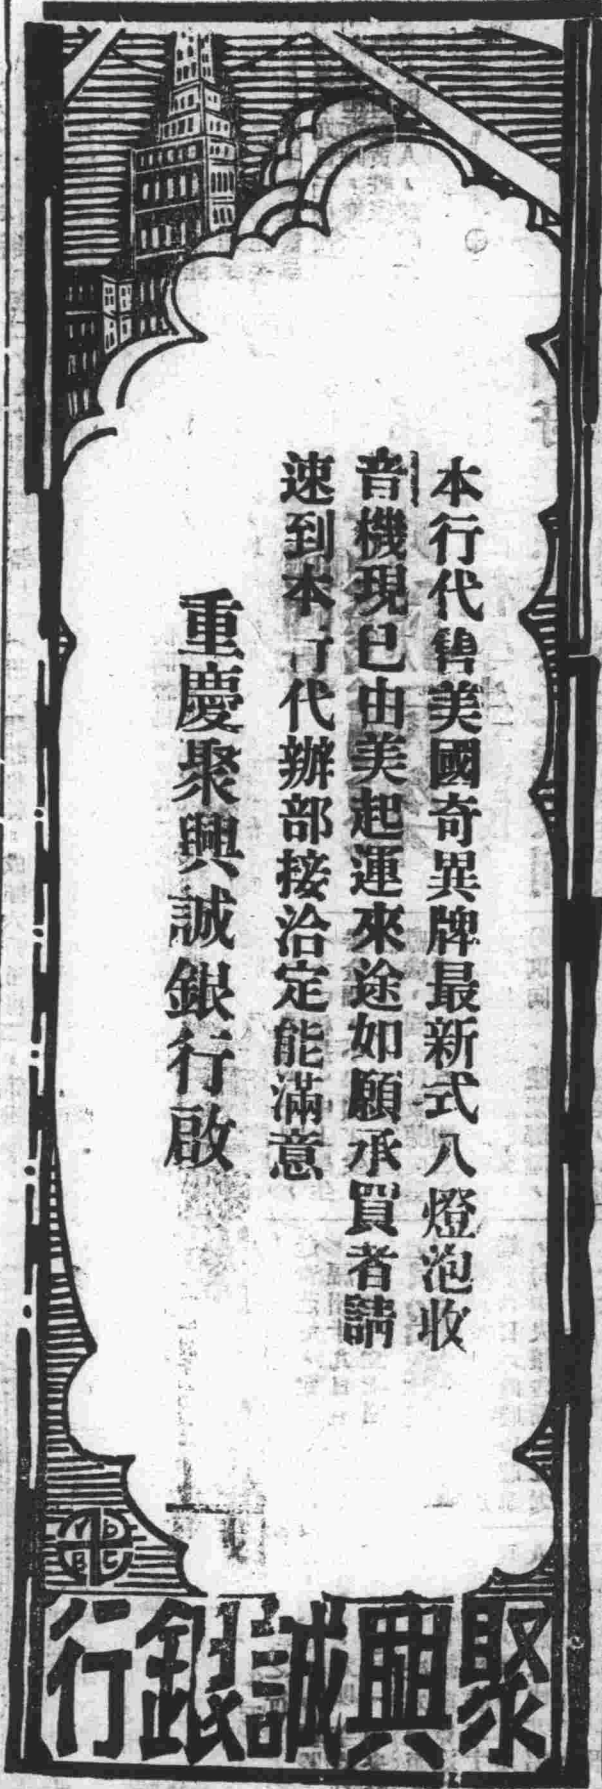 本行代售美國奇異牌最新式八燈泡收
音機現已由美起運來途如願承買者請
速到本行代辦部接洽定能滿意
重慶聚興誠銀行啟
聚興誠銀行